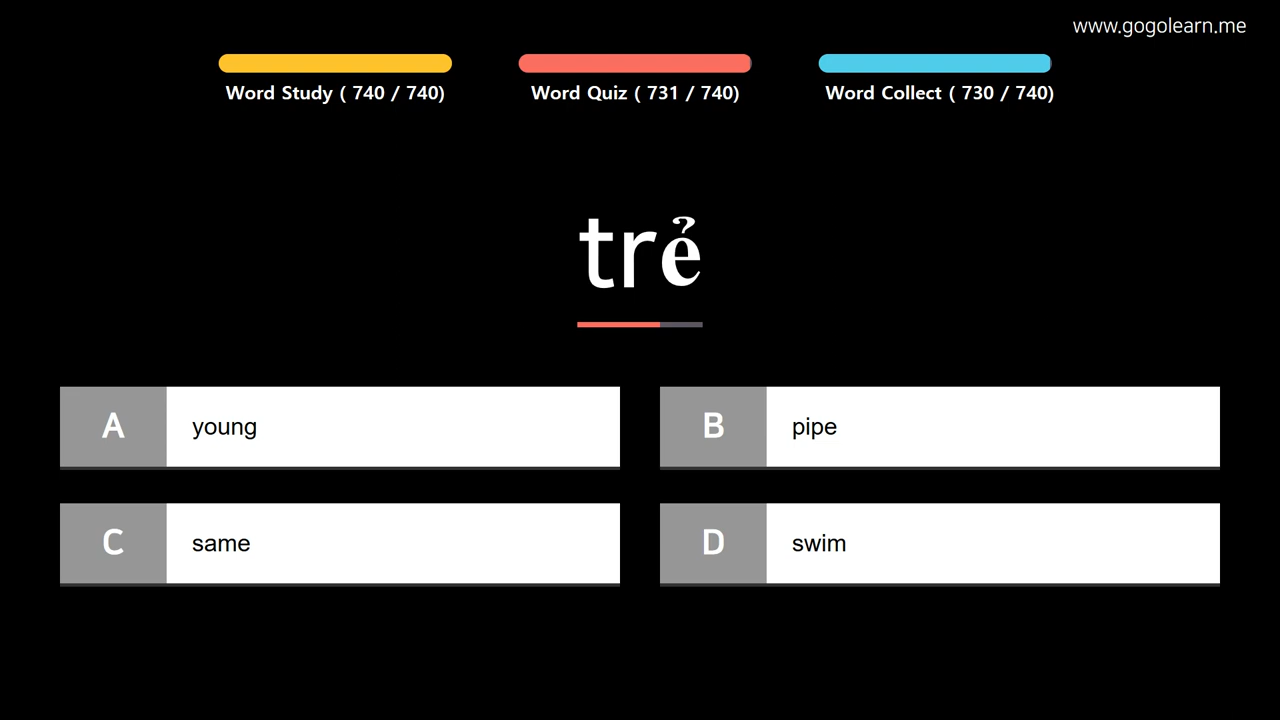 www.gogolearn.me
Word Study ( 740 / 740)
Word Quiz ( 731 / 740)
Word Collect ( 730 / 740)
trẻ
A young
B pipe
C same
D swim